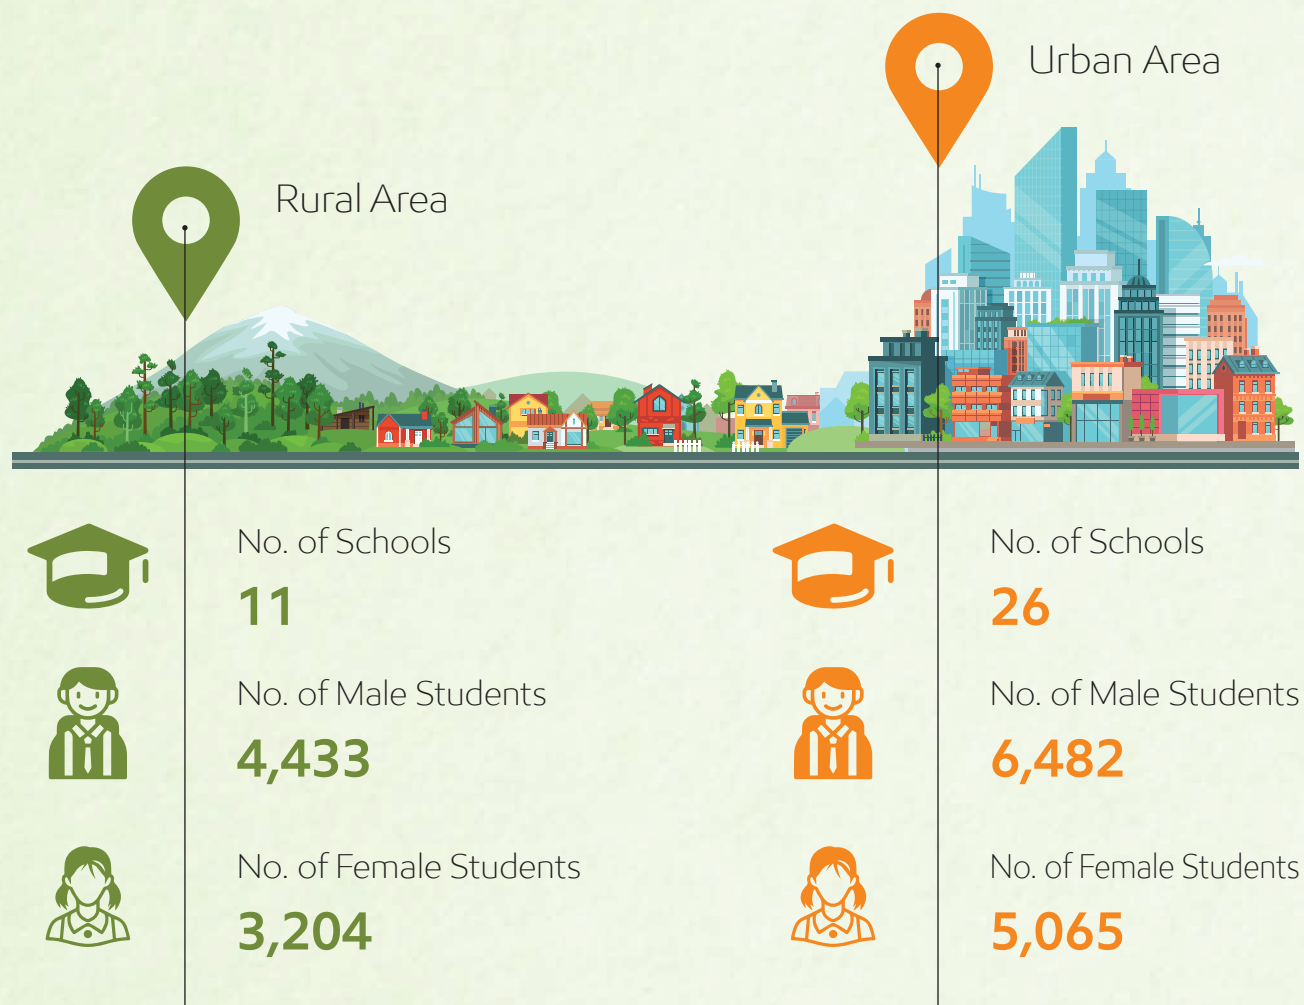 Urban Area
Rural Area
No. of Schools
11
No. of Male Students
4,433
No. of Female Students
3,204
No. of Schools
26
No. of Male Students
6,482
No. of Female Students
5,065